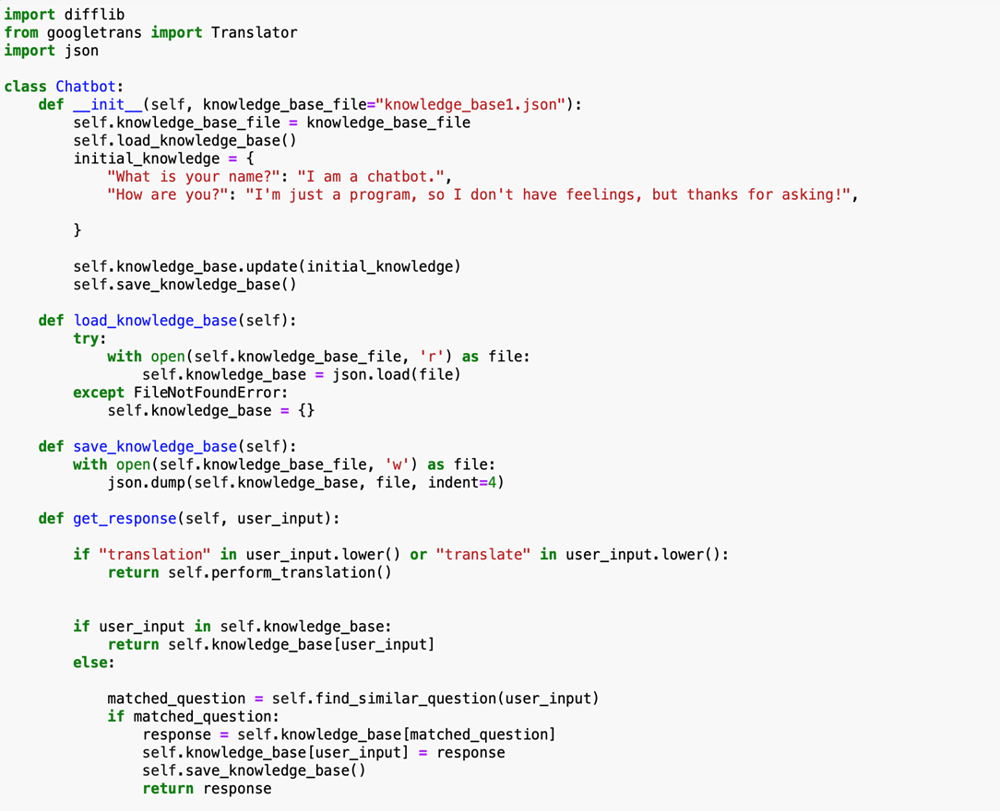 import difflib
from googletrans import Translator
import json
class Chatbot:
    def __init__(self, knowledge_base_file="knowledge_base1.json"):
        self.knowledge_base_file = knowledge_base_file
        self.load_knowledge_base()
        initial_knowledge = {
            "What is your name?": "I am a chatbot.",
            "How are you?": "I'm just a program, so I don't have feelings, but thanks for asking!",
        }
        self.knowledge_base.update(initial_knowledge)
        self.save_knowledge_base()
    def load_knowledge_base(self):
        try:
            with open(self.knowledge_base_file, 'r') as file:
                self.knowledge_base = json.load(file)
        except FileNotFoundError:
            self.knowledge_base = {}
    def save_knowledge_base(self):
        with open(self.knowledge_base_file, 'w') as file:
            json.dump(self.knowledge_base, file, indent=4)
    def get_response(self, user_input):
        if "translation" in user_input.lower() or "translate" in user_input.lower():
            return self.perform_translation()
        if user_input in self.knowledge_base:
            return self.knowledge_base[user_input]
        else:
            matched_question = self.find_similar_question(user_input)
            if matched_question:
                response = self.knowledge_base[matched_question]
                self.knowledge_base[user_input] = response
                self.save_knowledge_base()
                return response